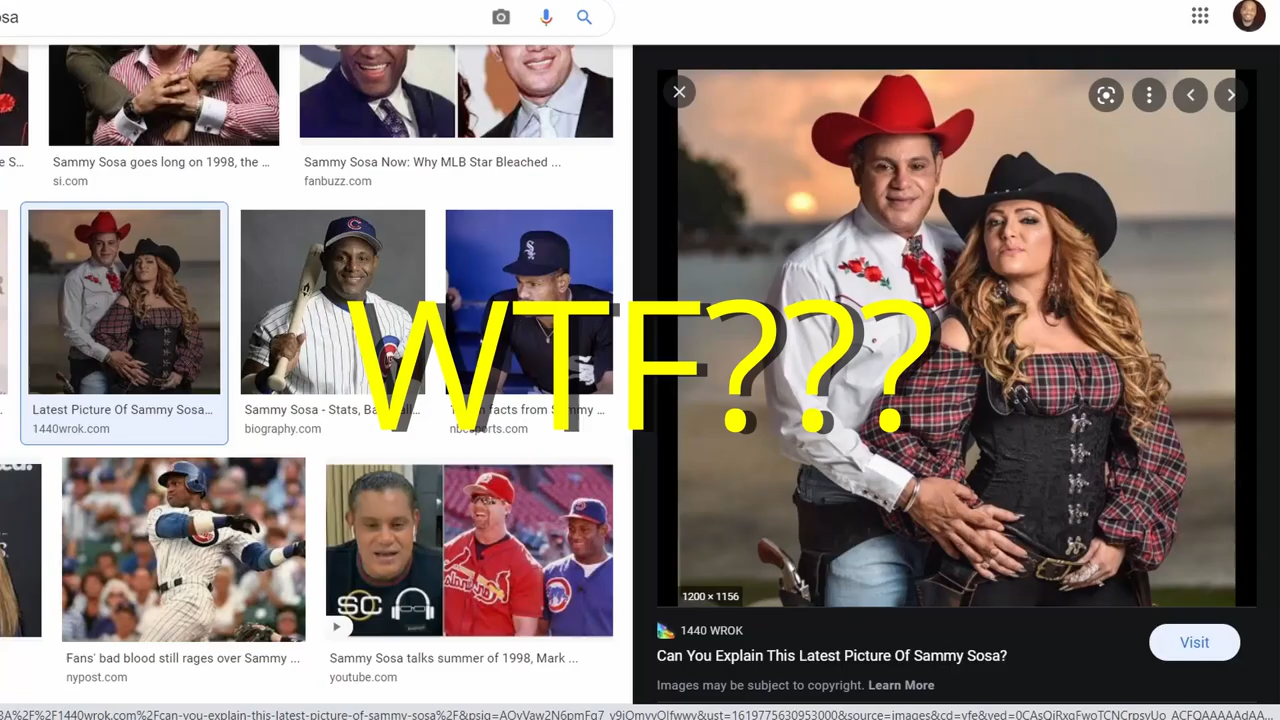 osa
e S...
Sammy Sosa goes long on 1998, the ...
si.com
Sammy Sosa Now: Why MLB Star Bleached ...
fanbuzz.com
WTF???
Latest Picture Of Sammy Sosa...
1440wrok.com
Sammy Sosa - Stats, Ba
biography.com
facts from
nbcsports.com
SC
Cardinals
Fans' bad blood still rages over Sammy ...
nypost.com
Sammy Sosa talks summer of 1998, Mark ...
youtube.com
1200 × 1156
1440 WROK
Can You Explain This Latest Picture Of Sammy Sosa?
Visit
Images may be subject to copyright. Learn More